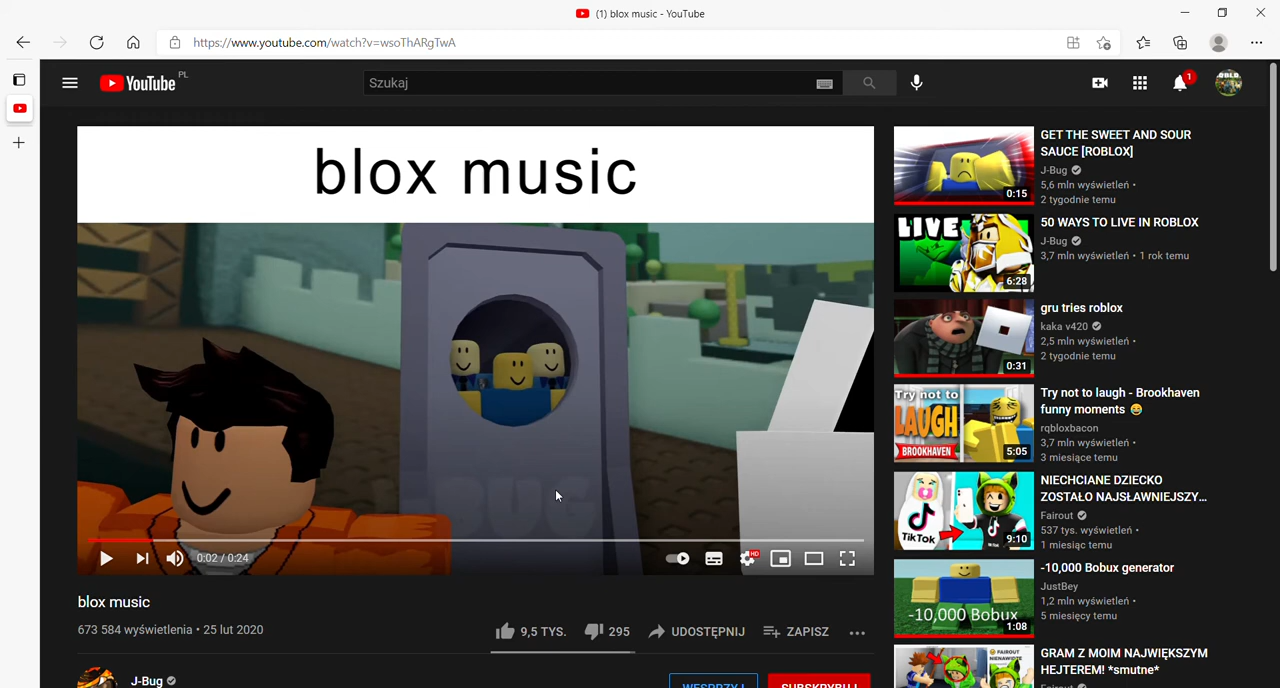 (1) blox music - YouTube
https://www.youtube.com/watch?v=wsoThARgTwA
YouTube PL
Szukaj
1
blox music
0:02 / 0:24
HD
blox music
673 584 wyświetlenia • 25 lut 2020
9,5 TYS.
295
UDOSTĘPNIJ
ZAPISZ
J-Bug
WESPRZYJ
SUBSKRYBUJ
0:15
GET THE SWEET AND SOUR
SAUCE [ROBLOX]
J-Bug
5,6 mln wyświetleń •
2 tygodnie temu
LIVE
6:28
50 WAYS TO LIVE IN ROBLOX
J-Bug
3,7 mln wyświetleń • 1 rok temu
0:31
gru tries roblox
kaka v420
2,5 mln wyświetleń •
2 tygodnie temu
Try not to
LAUGH
BROOKHAVEN
5:05
Try not to laugh - Brookhaven
funny moments 😂
rqbloxbacon
3,7 mln wyświetleń •
3 miesiące temu
TikTok
9:10
NIECHCIANE DZIECKO
ZOSTAŁO NAJSŁAWNIEJSZY...
Fairout
537 tys. wyświetleń •
1 miesiąc temu
-10,000 Bobux
1:08
-10,000 Bobux generator
JustBey
1,2 mln wyświetleń •
5 miesięcy temu
FAIROUT
GRAM Z MOIM NAJWIĘKSZYM
HEJTEREM! *smutne*